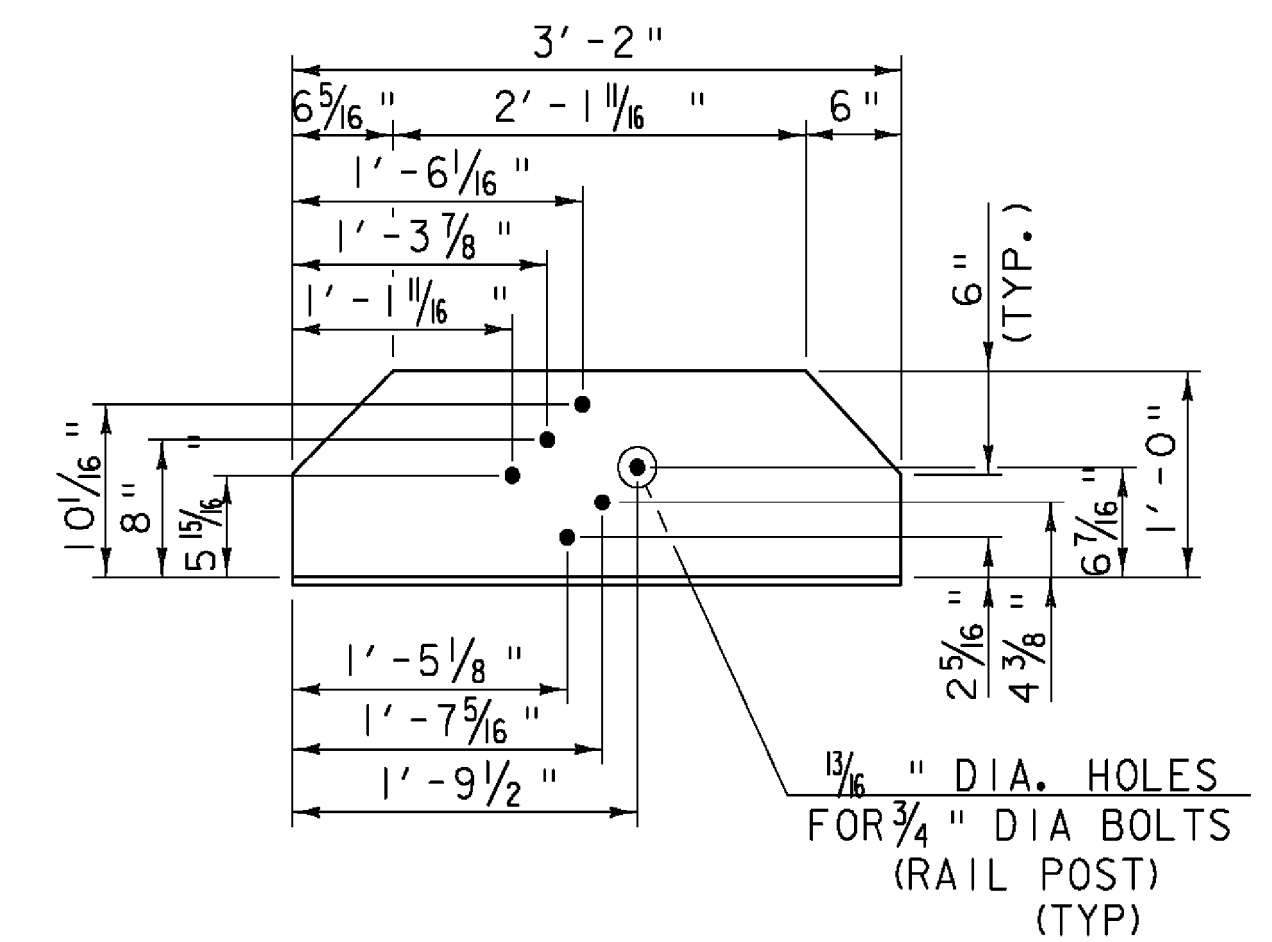 3'-2"
6 5/16" 2'-1 11/16" 6"
1'-6 1/16"
1'-3 7/8"
1'-1 11/16"
6"
(TYP.)
10 1/16"
8"
5 15/16"
1'-0"
6 7/16"
2 5/16"
4 3/8"
1'-5 1/8"
1'-7 5/16"
1'-9 1/2"
13/16" DIA. HOLES
FOR 3/4" DIA BOLTS
(RAIL POST)
(TYP)